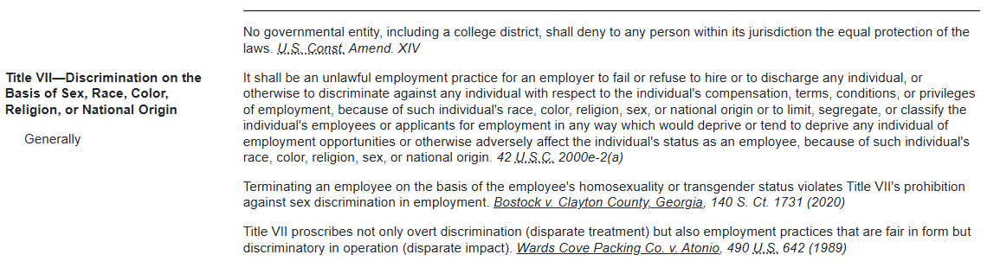 No governmental entity, including a college district, shall deny to any person within its jurisdiction the equal protection of the
laws. U.S. Const. Amend. XIV
Title VII—Discrimination on the
Basis of Sex, Race, Color,
Religion, or National Origin
Generally
It shall be an unlawful employment practice for an employer to fail or refuse to hire or to discharge any individual, or
otherwise to discriminate against any individual with respect to the individual's compensation, terms, conditions, or privileges
of employment, because of such individual's race, color, religion, sex, or national origin or to limit, segregate, or classify the
individual's employees or applicants for employment in any way which would deprive or tend to deprive any individual of
employment opportunities or otherwise adversely affect the individual's status as an employee, because of such individual's
race, color, religion, sex, or national origin. 42 U.S.C. 2000e-2(a)
Terminating an employee on the basis of the employee's homosexuality or transgender status violates Title VII's prohibition
against sex discrimination in employment. Bostock v. Clayton County, Georgia, 140 S. Ct. 1731 (2020)
Title VII proscribes not only overt discrimination (disparate treatment) but also employment practices that are fair in form but
discriminatory in operation (disparate impact). Wards Cove Packing Co. v. Atonio, 490 U.S. 642 (1989)